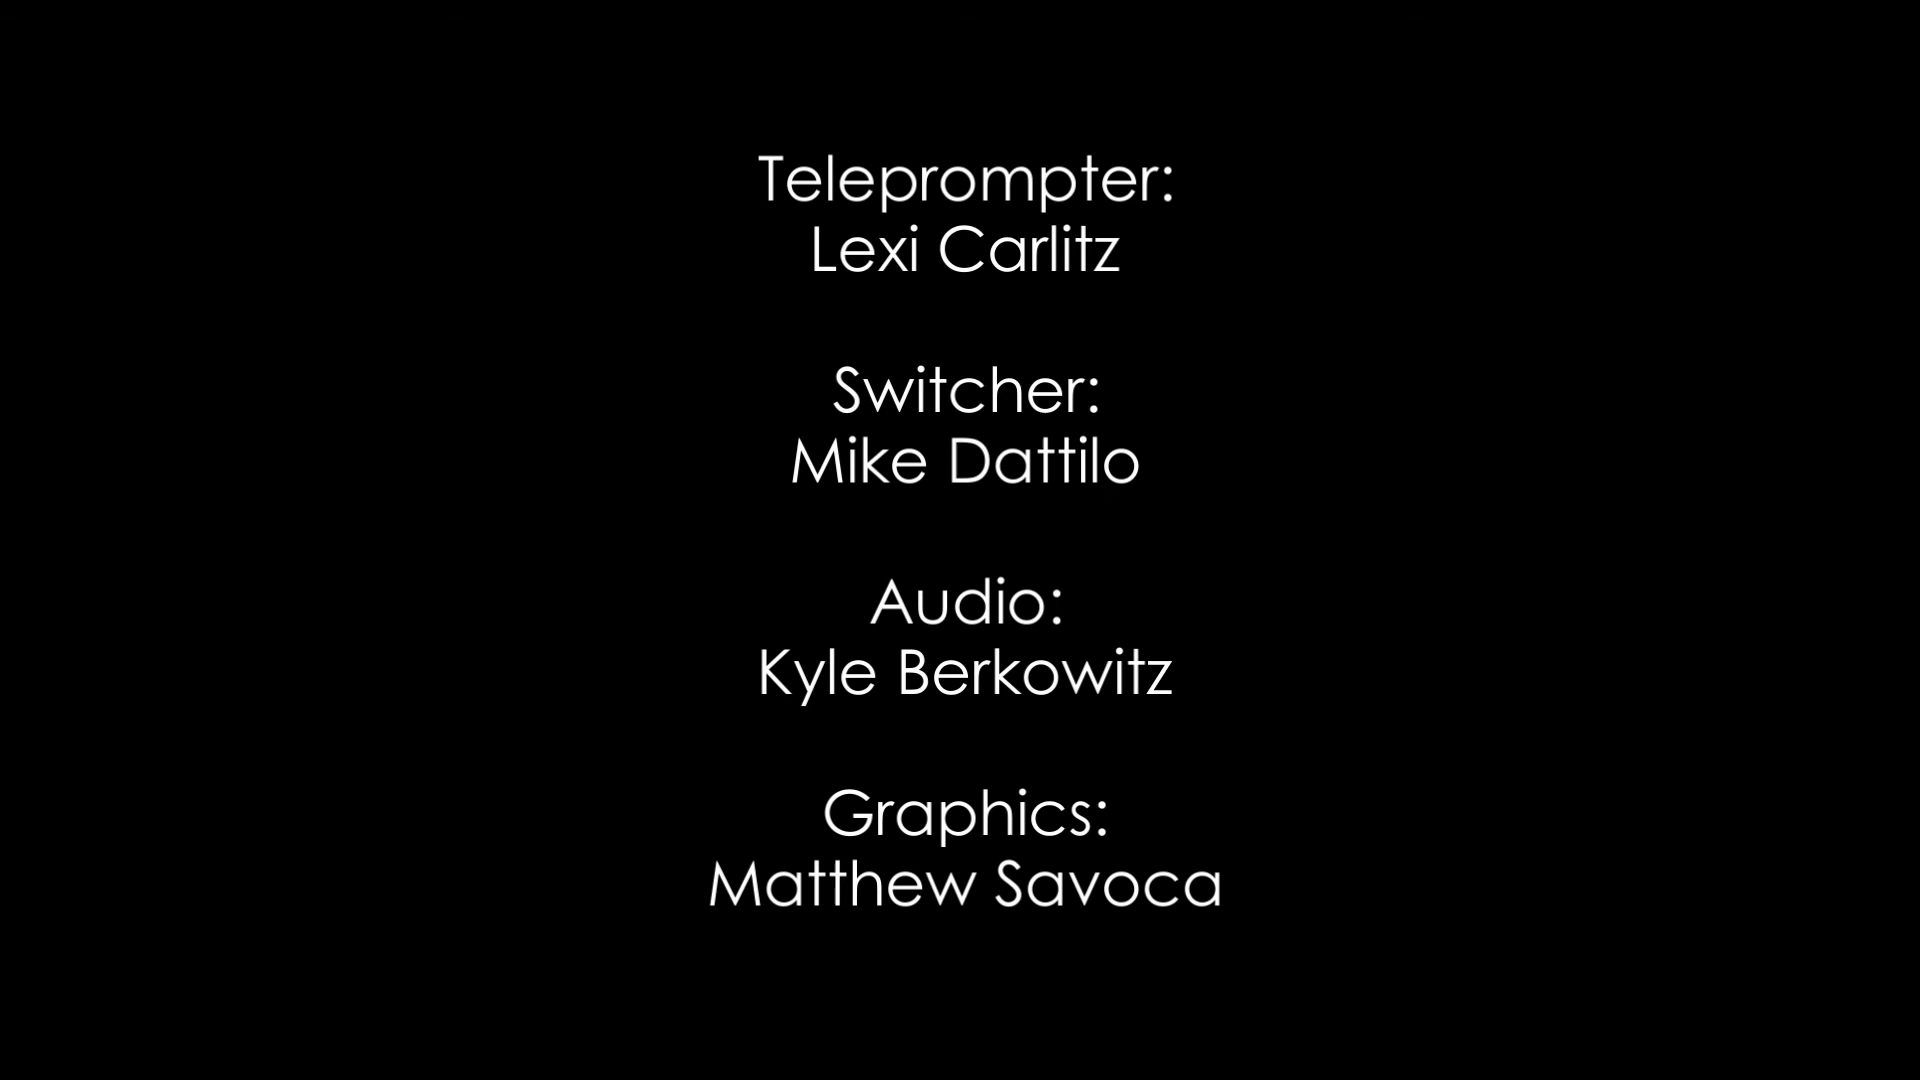 Teleprompter:
Lexi Carlitz
Switcher:
Mike Dattilo
Audio:
Kyle Berkowitz
Graphics:
Matthew Savoca